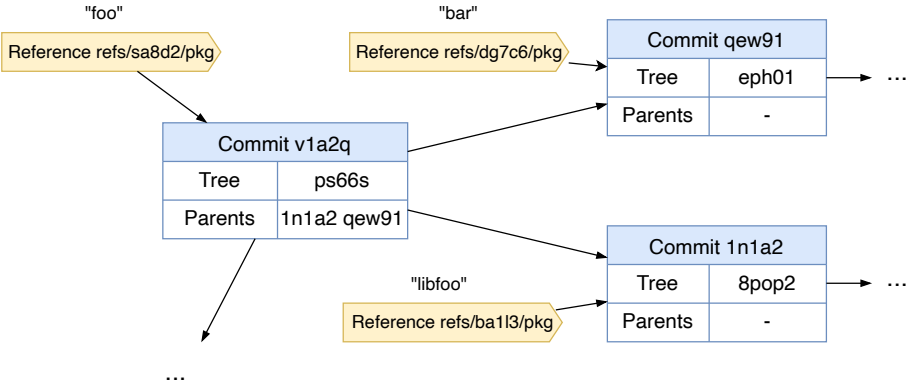 "foo"
Reference refs/sa8d2/pkg
"bar"
Reference refs/dg7c6/pkg
Commit qew91
Tree eph01
Parents -
...
Commit v1a2q
Tree ps66s
Parents 1n1a2 qew91
...
"libfoo"
Reference refs/ba1l3/pkg
Commit 1n1a2
Tree 8pop2
Parents -
...